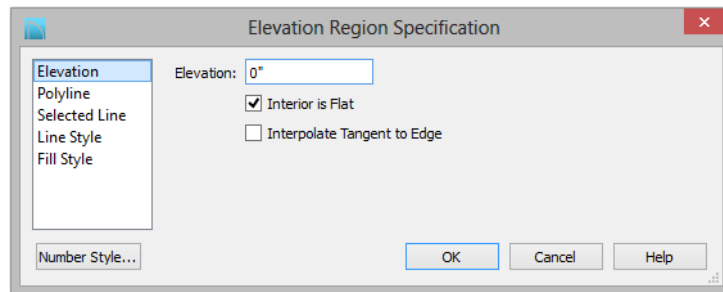 Elevation Region Specification
Elevation
Polyline
Selected Line
Line Style
Fill Style
Elevation: 0"
Interior is Flat
Interpolate Tangent to Edge
Number Style...
OK
Cancel
Help